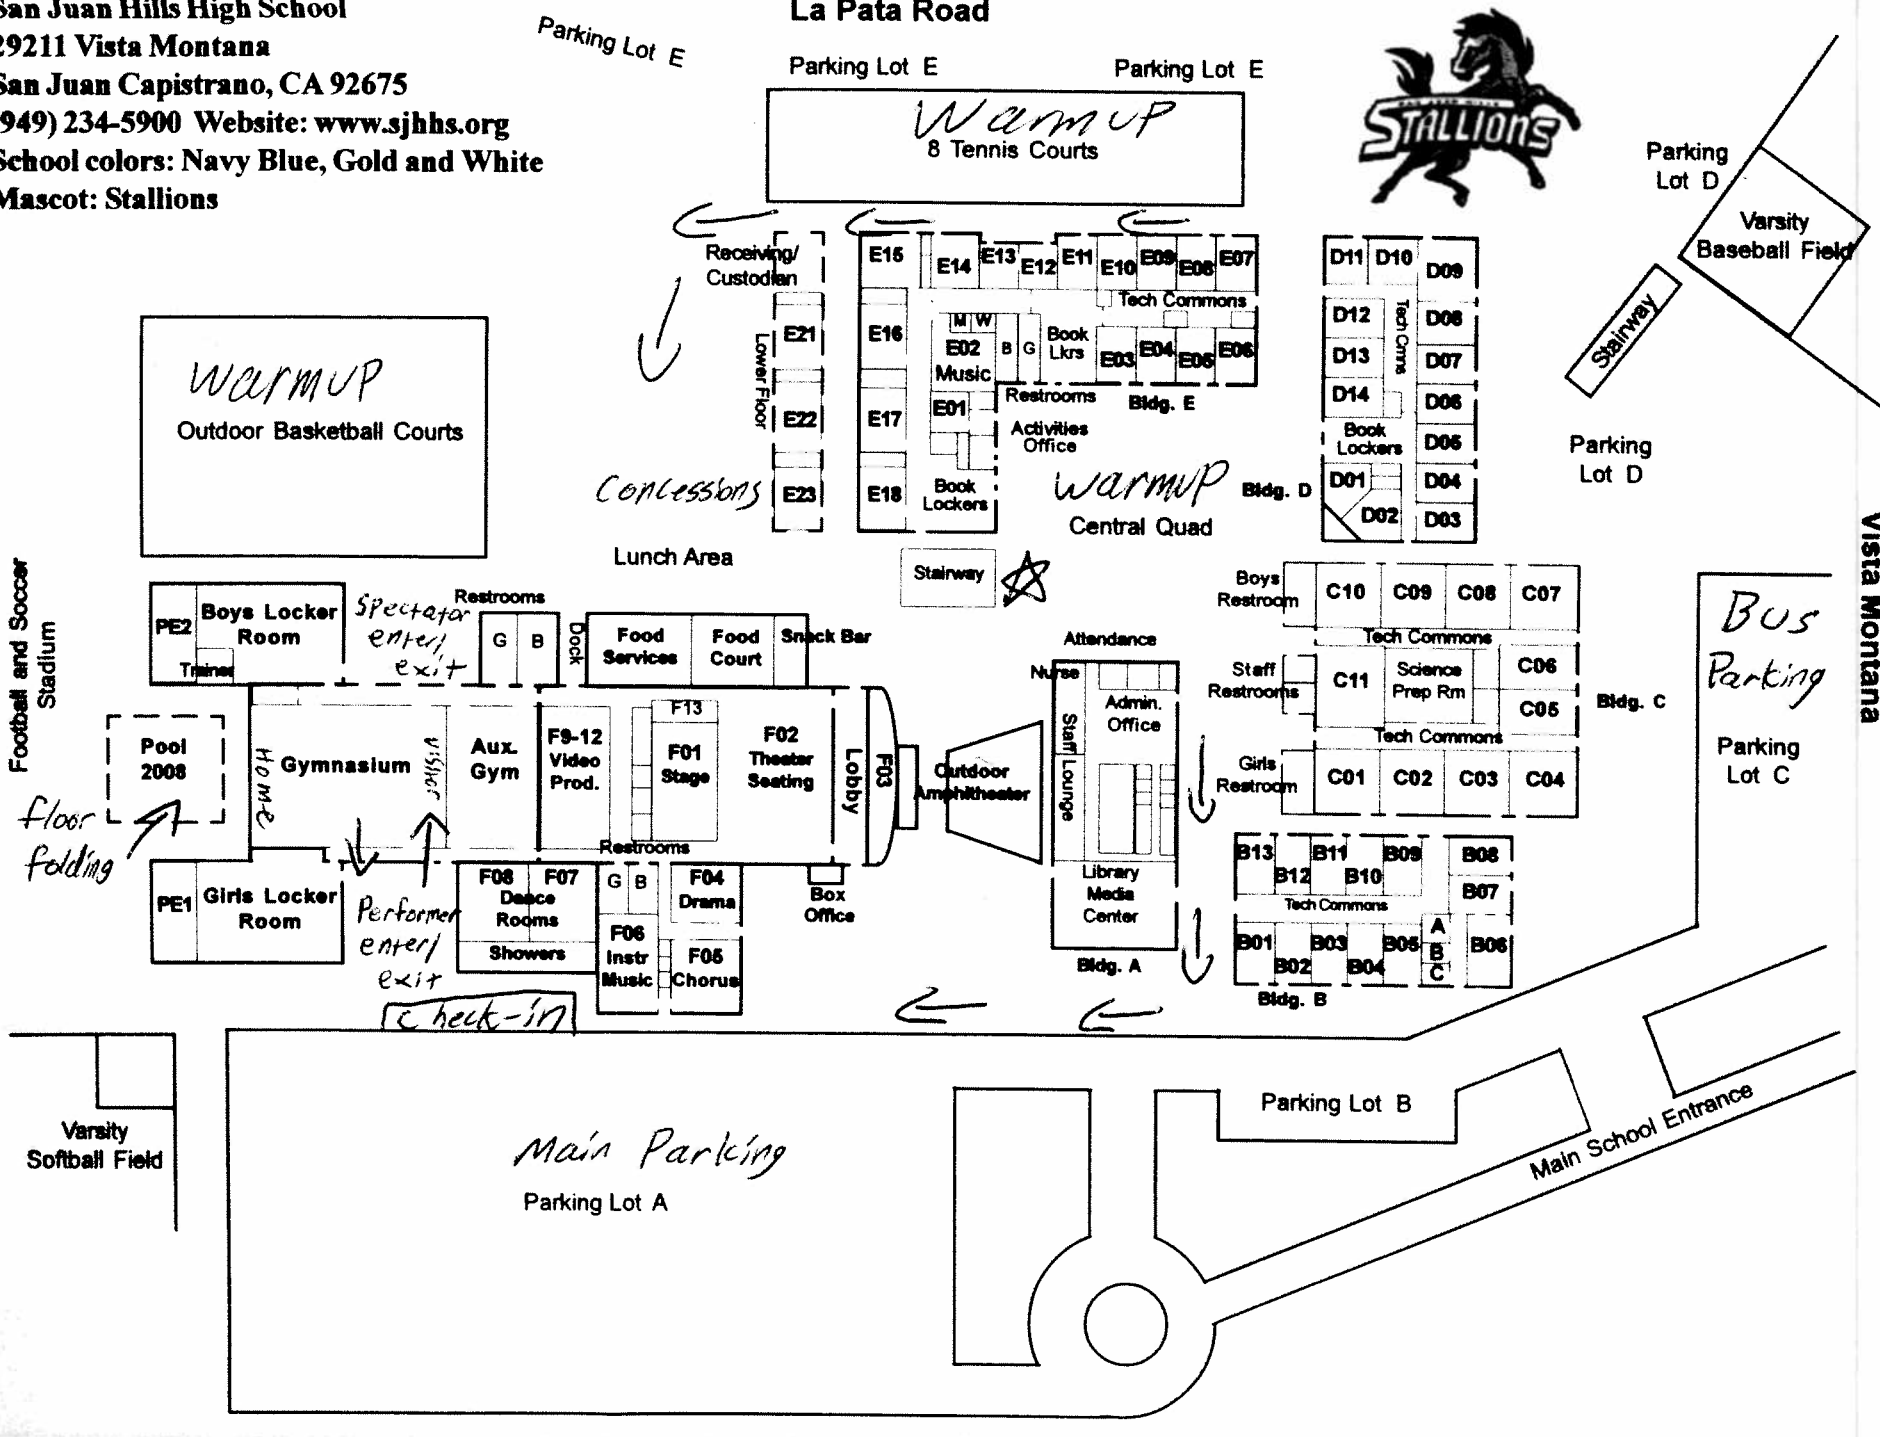 San Juan Hills High School
29211 Vista Montana
San Juan Capistrano, CA 92675
(949) 234-5900 Website: www.sjhhs.org
School colors: Navy Blue, Gold and White
Mascot: Stallions
La Pata Road
Parking Lot E
Parking Lot E
Parking Lot E
Warmup
8 Tennis Courts
STALLIONS
Parking
Lot D
Varsity
Baseball Field
Stairway
Parking
Lot D
Vista Montana
Receiving/
Custodian
E21
E22
E23
Lower Floor
Concessions
Lunch Area
Warmup
Outdoor Basketball Courts
E15
E14
E13
E12
E11
E10
E09
E08
E07
Tech Commons
E16
M W
E02
Music
B G
Book
Lkrs
E03
E04
E05
E06
Restrooms
Bldg. E
E17
E01
Activities
Office
E18
Book
Lockers
Warmup
Central Quad
Stairway
D11
D10
D09
D12
Tech Cmns
D08
D13
D07
D14
D06
Book
Lockers
D05
Bldg. D
D01
D04
D02
D03
Football and Soccer
Stadium
PE2
Boys Locker
Room
Trainer
Spectator
enter/
exit
Restrooms
G B
Dock
Food
Services
Food
Court
Snack Bar
Pool
2008
floor
folding
Home
Gymnasium
Visitor
Aux.
Gym
F9-12
Video
Prod.
F13
F01
Stage
F02
Theater
Seating
Lobby
F03
Outdoor
Amphitheater
Restrooms
PE1
Girls Locker
Room
Performer
enter/
exit
Check-in
F08
F07
Dance
Rooms
Showers
G B
F06
Instr
Music
F04
Drama
F05
Chorus
Box
Office
Attendance
Nurse
Admin.
Office
Staff Lounge
Library
Media
Center
Bldg. A
Boys
Restroom
C10
C09
C08
C07
Tech Commons
Staff
Restrooms
C11
Science
Prep Rm
C06
C05
Bldg. C
Tech Commons
Girls
Restroom
C01
C02
C03
C04
B13
B12
B11
B10
B09
B08
B07
Tech Commons
B01
B02
B03
B04
B05
A
B
C
B06
Bldg. B
Bus
Parking
Parking
Lot C
Varsity
Softball Field
Main Parking
Parking Lot A
Parking Lot B
Main School Entrance